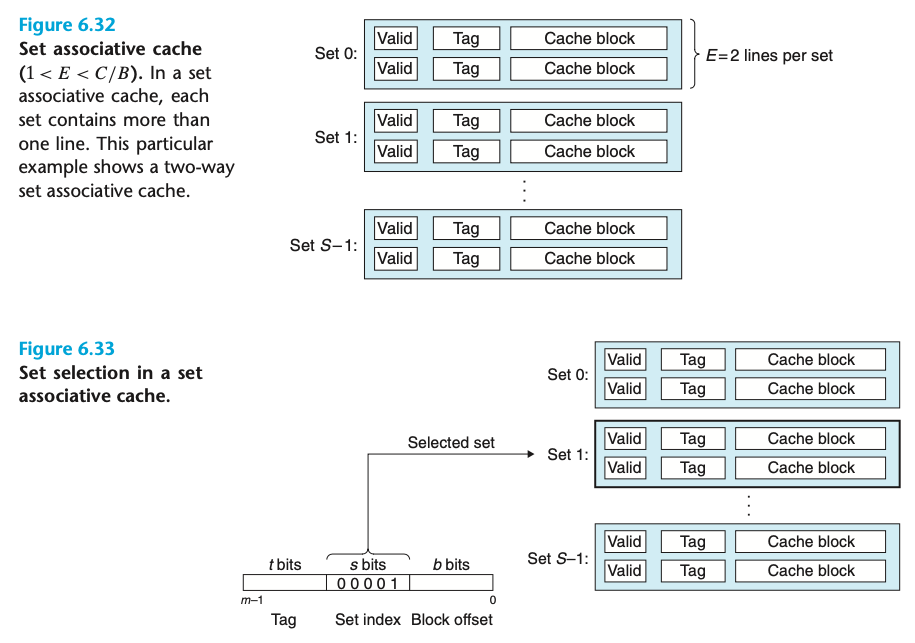 Figure 6.32
Set associative cache
(1 < E < C/B). In a set
associative cache, each
set contains more than
one line. This particular
example shows a two-way
set associative cache.
Set 0:
Valid Tag Cache block
Valid Tag Cache block
E=2 lines per set
Set 1:
Valid Tag Cache block
Valid Tag Cache block
⋮
Set S–1:
Valid Tag Cache block
Valid Tag Cache block
Figure 6.33
Set selection in a set
associative cache.
Set 0:
Valid Tag Cache block
Valid Tag Cache block
Selected set
Set 1:
Valid Tag Cache block
Valid Tag Cache block
⋮
Set S–1:
Valid Tag Cache block
Valid Tag Cache block
t bits s bits b bits
0 0 0 0 1
m–1 0
Tag Set index Block offset